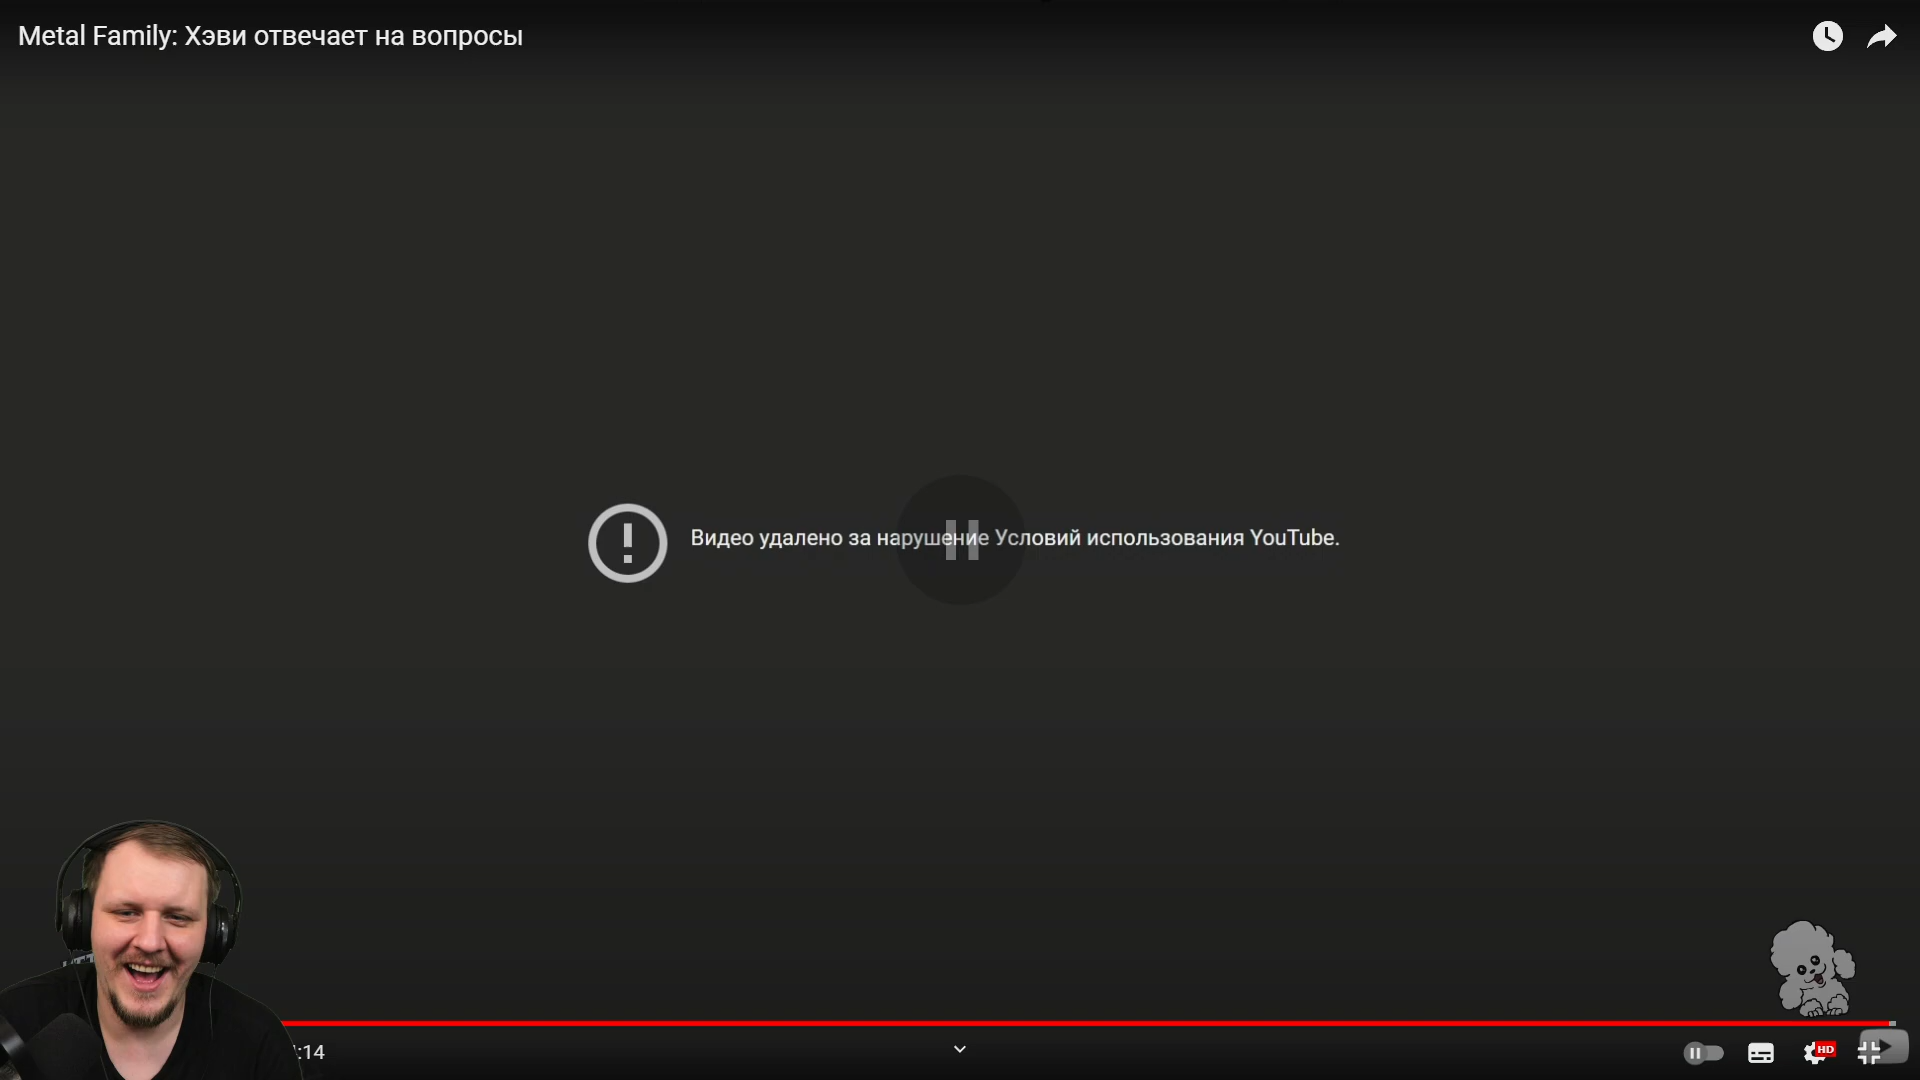 Metal Family: Хэви отвечает на вопросы
Видео удалено за нарушение Условий использования YouTube.
:14
HD